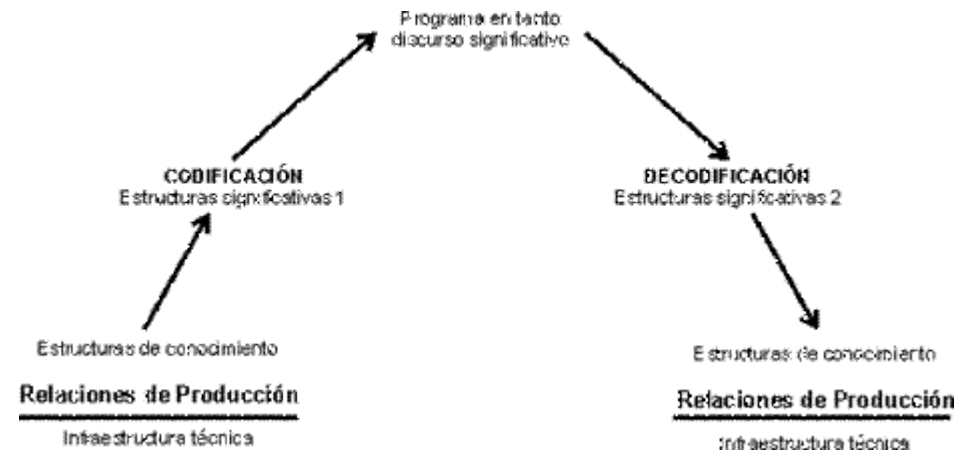 Programa en tanto
discurso significativo
CODIFICACIÓN
Estructuras significativas 1
DECODIFICACIÓN
Estructuras significativas 2
Estructuras de conocimiento
Relaciones de Producción
Infraestructura técnica
Estructuras de conocimiento
Relaciones de Producción
Infraestructura técnica